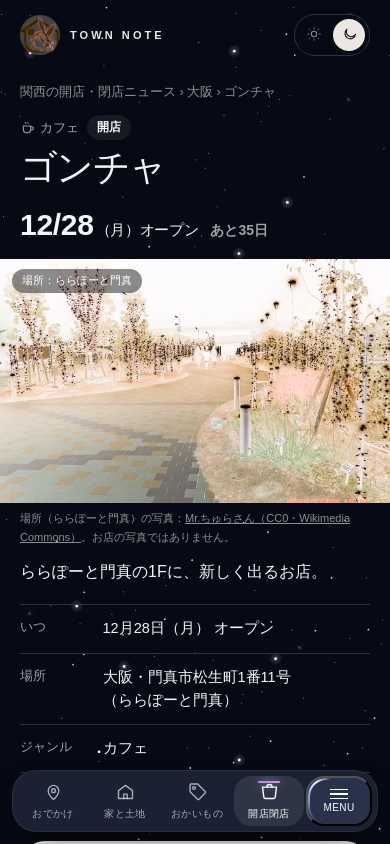 TOWN NOTE
関西の開店・閉店ニュース › 大阪 › ゴンチャ
カフェ 開店
ゴンチャ
12/28（月）オープン あと35日
場所：ららぽーと門真
場所（ららぽーと門真）の写真：Mr.ちゅらさん（CC0・Wikimedia
Commons）。お店の写真ではありません。
ららぽーと門真の1Fに、新しく出るお店。
いつ 12月28日（月） オープン
場所 大阪・門真市松生町1番11号
（ららぽーと門真）
ジャンル カフェ
おでかけ 家と土地 おかいもの 開店閉店 MENU